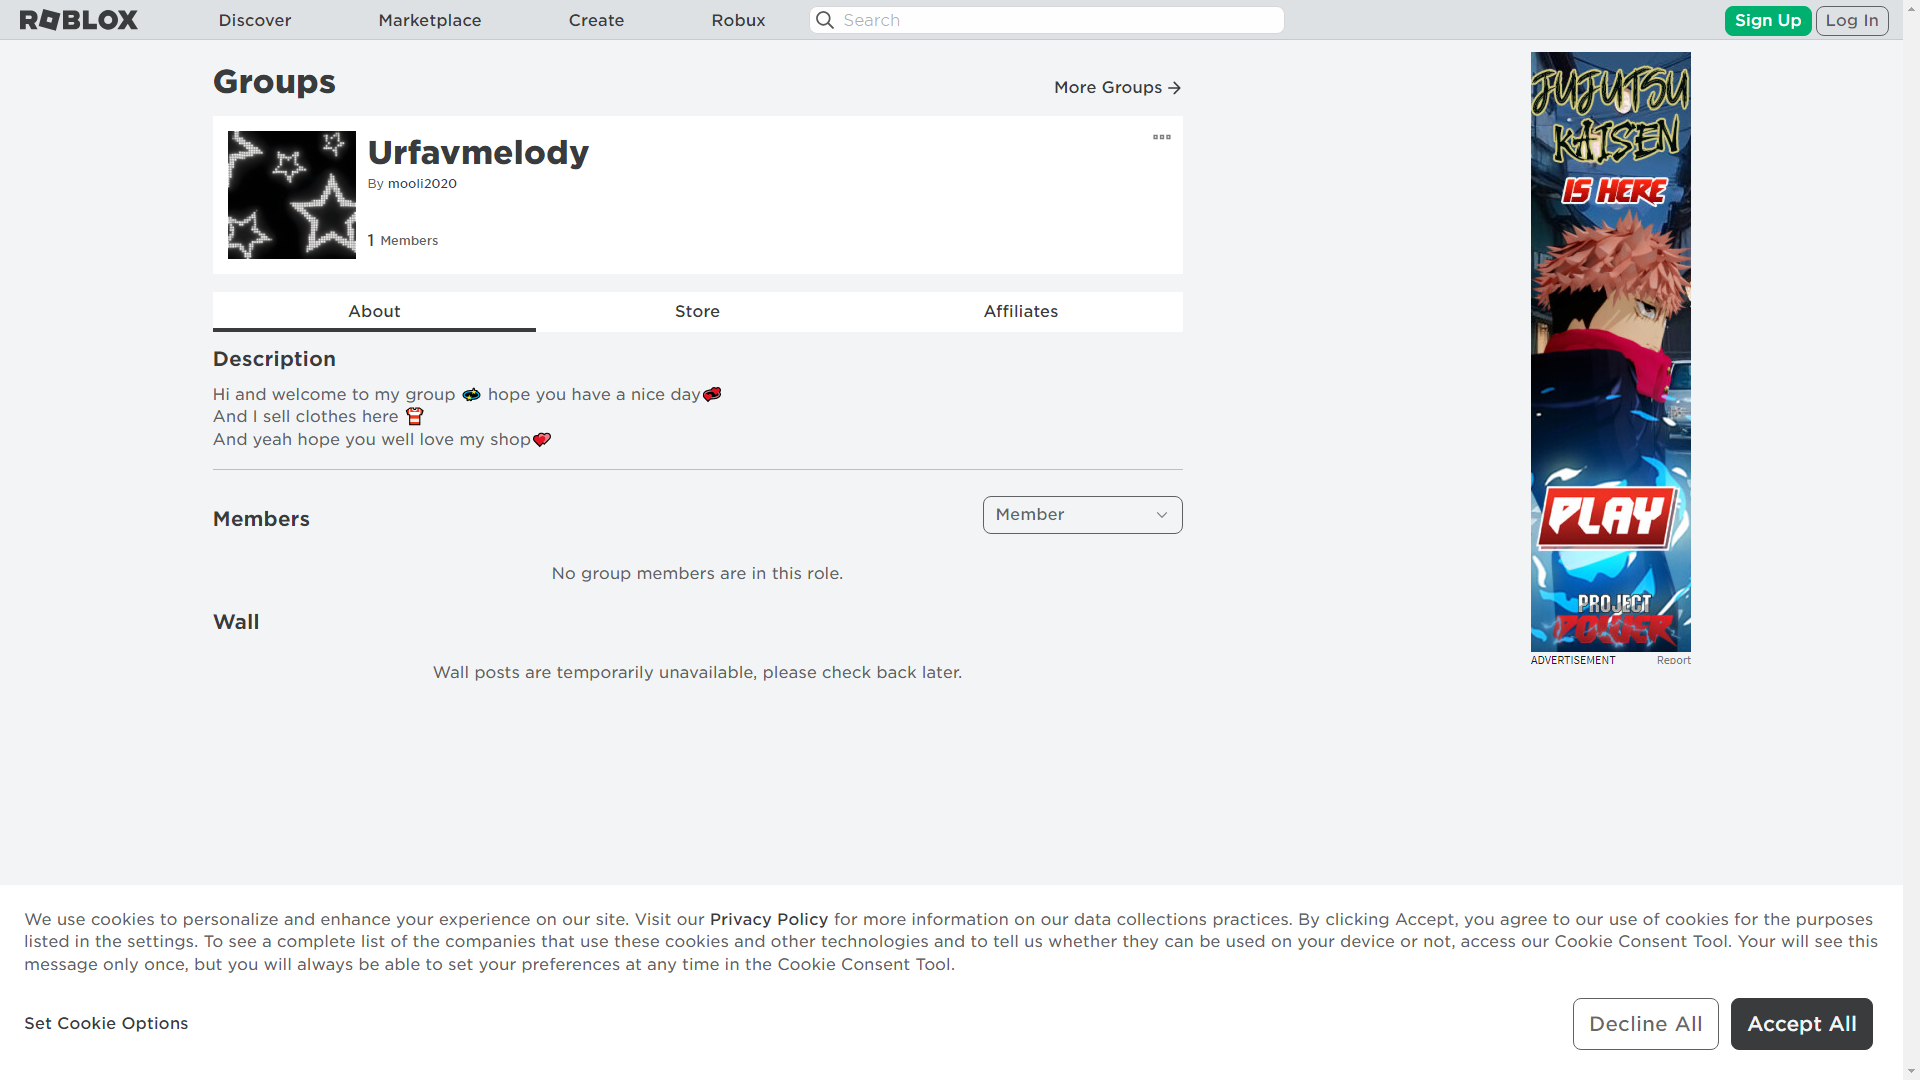 ROBLOX
Discover
Marketplace
Create
Robux
Search
Sign Up
Log In
Groups
More Groups
Urfavmelody
By mooli2020
1 Members
About
Store
Affiliates
Description
Hi and welcome to my group hope you have a nice day
And I sell clothes here
And yeah hope you well love my shop
Members
Member
No group members are in this role.
Wall
Wall posts are temporarily unavailable, please check back later.
JUJUTSU
KAISEN
IS HERE
PLAY
PROJECT
POWER
ADVERTISEMENT
Report
We use cookies to personalize and enhance your experience on our site. Visit our Privacy Policy for more information on our data collections practices. By clicking Accept, you agree to our use of cookies for the purposes
listed in the settings. To see a complete list of the companies that use these cookies and other technologies and to tell us whether they can be used on your device or not, access our Cookie Consent Tool. Your will see this
message only once, but you will always be able to set your preferences at any time in the Cookie Consent Tool.
Set Cookie Options
Decline All
Accept All